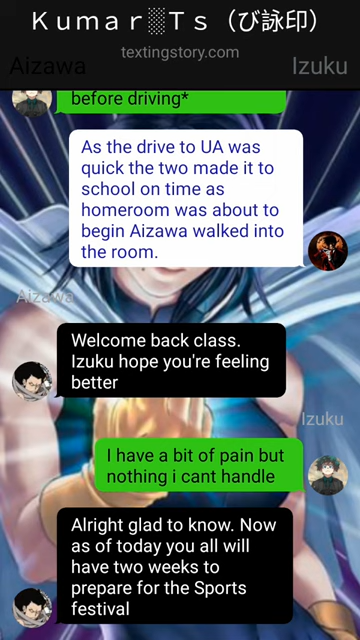 Ｋｕｍａｒ░Ｔｓ（び詠印）
textingstory.com
Aizawa
Izuku
before driving*
As the drive to UA was
quick the two made it to
school on time as
homeroom was about to
begin Aizawa walked into
the room.
Aizawa
Welcome back class.
Izuku hope you're feeling
better
Izuku
I have a bit of pain but
nothing i cant handle
Alright glad to know. Now
as of today you all will
have two weeks to
prepare for the Sports
festival